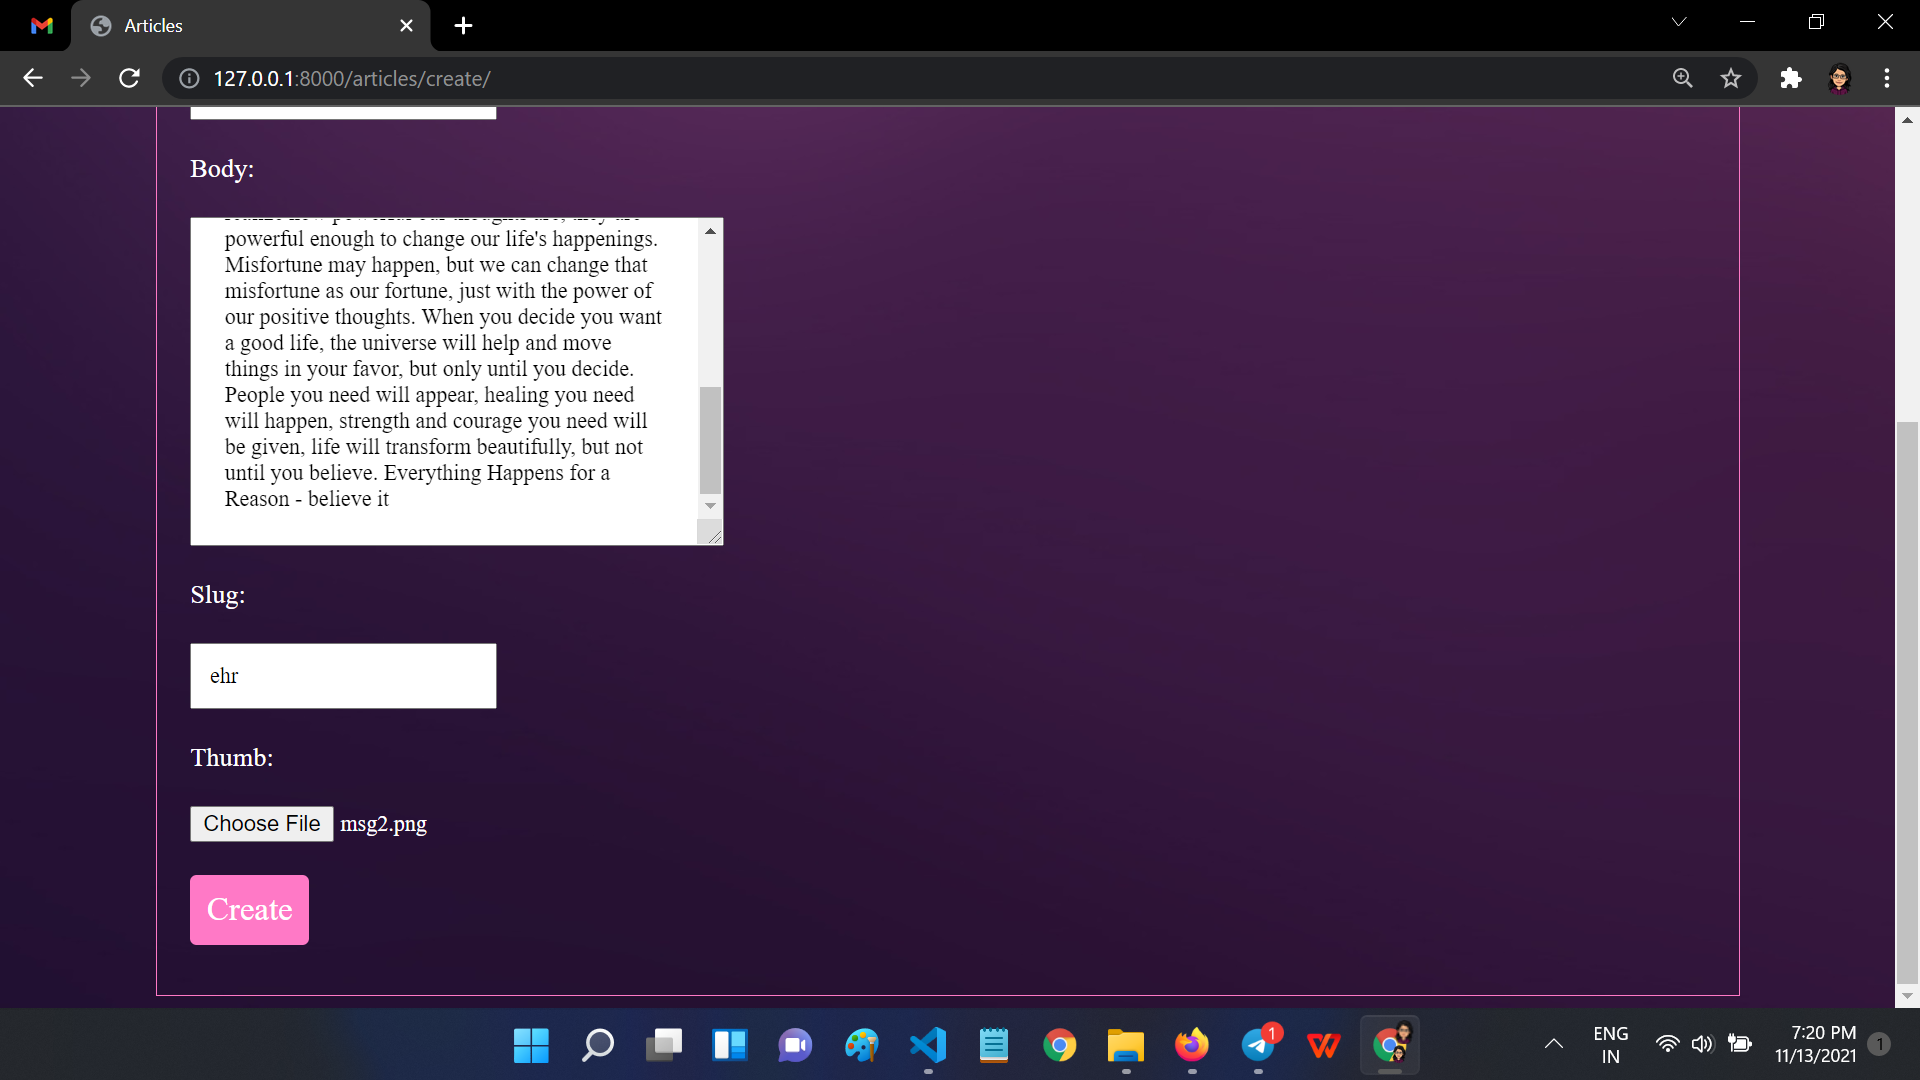 Articles
127.0.0.1:8000/articles/create/
Body:
powerful enough to change our life's happenings.
Misfortune may happen, but we can change that
misfortune as our fortune, just with the power of
our positive thoughts. When you decide you want
a good life, the universe will help and move
things in your favor, but only until you decide.
People you need will appear, healing you need
will happen, strength and courage you need will
be given, life will transform beautifully, but not
until you believe. Everything Happens for a
Reason - believe it
Slug:
ehr
Thumb:
Choose File msg2.png
Create
1
ENG
IN
7:20 PM
11/13/2021
1